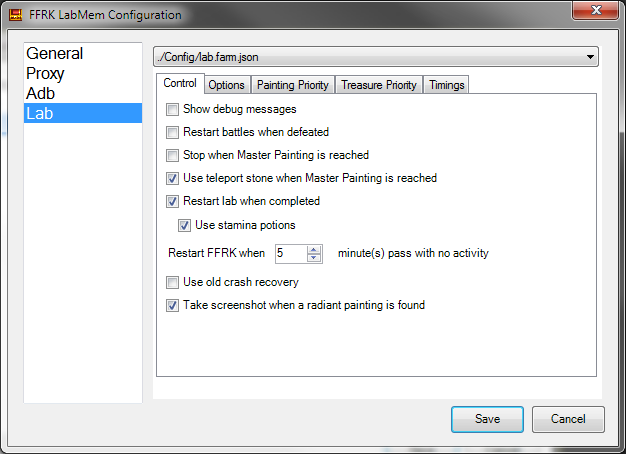 FFRK LabMem Configuration
General
Proxy
Adb
Lab
./Config/lab.farm.json
Control Options Painting Priority Treasure Priority Timings
Show debug messages
Restart battles when defeated
Stop when Master Painting is reached
Use teleport stone when Master Painting is reached
Restart lab when completed
Use stamina potions
Restart FFRK when 5 minute(s) pass with no activity
Use old crash recovery
Take screenshot when a radiant painting is found
Save Cancel